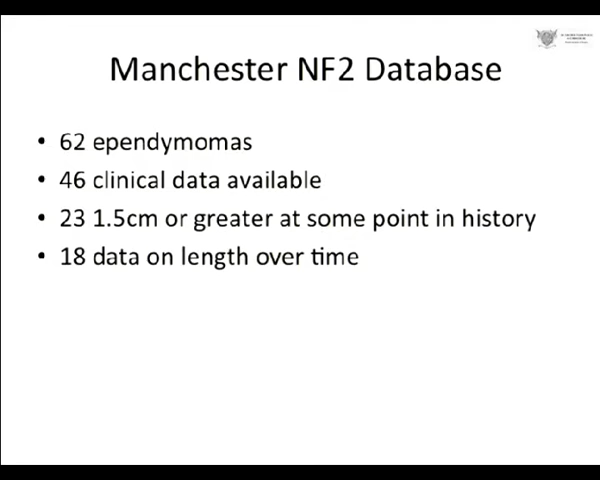 Manchester NF2 Database
• 62 ependymomas
• 46 clinical data available
• 23 1.5cm or greater at some point in history
• 18 data on length over time